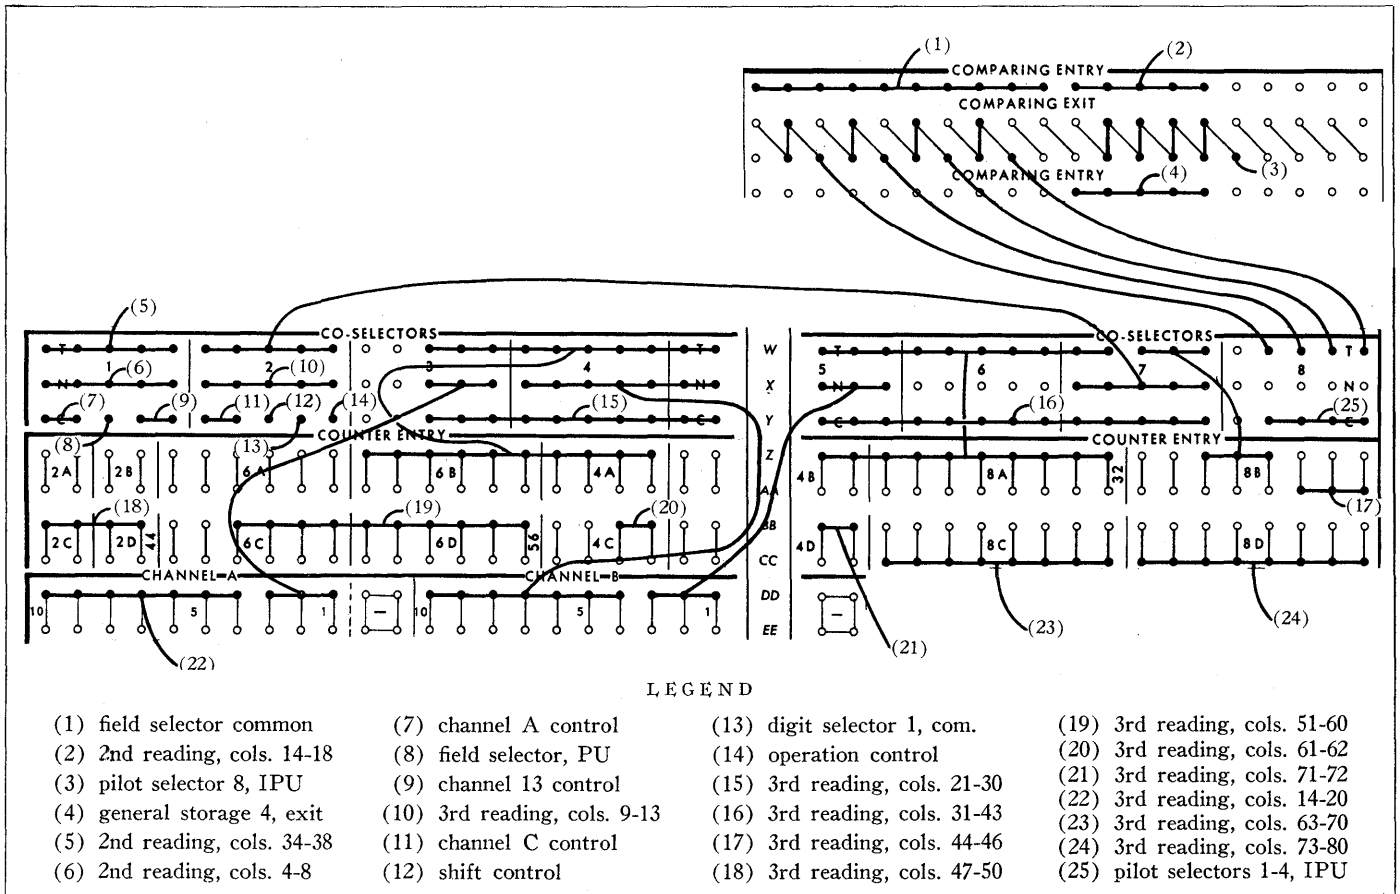 (1) (2)
COMPARING ENTRY
COMPARING EXIT
(3)
COMPARING ENTRY
(4)
(5)
CO-SELECTORS W CO-SELECTORS
T 1 2 3 4 T 5 T 6 7 8 T
N (6) (10) N X N N
(7) (9) (11) (12) (14) (15) C Y C (16) (25) C
(8) (13) COUNTER ENTRY COUNTER ENTRY
Z
2A 2B 6A 6B 4A AA 4B 8A 32 8B (17)
(18) (19) (20) BB
2C 2D 44 6C 6D 56 4C CC 4D 8C 8D
CHANNEL A CHANNEL B
10 5 1 — 10 5 1 DD —
EE
(22) (21) (23) (24)
LEGEND
(1) field selector common
(2) 2nd reading, cols. 14-18
(3) pilot selector 8, IPU
(4) general storage 4, exit
(5) 2nd reading, cols. 34-38
(6) 2nd reading, cols. 4-8
(7) channel A control
(8) field selector, PU
(9) channel 13 control
(10) 3rd reading, cols. 9-13
(11) channel C control
(12) shift control
(13) digit selector 1, com.
(14) operation control
(15) 3rd reading, cols. 21-30
(16) 3rd reading, cols. 31-43
(17) 3rd reading, cols. 44-46
(18) 3rd reading, cols. 47-50
(19) 3rd reading, cols. 51-60
(20) 3rd reading, cols. 61-62
(21) 3rd reading, cols. 71-72
(22) 3rd reading, cols. 14-20
(23) 3rd reading, cols. 63-70
(24) 3rd reading, cols. 73-80
(25) pilot selectors 1-4, IPU